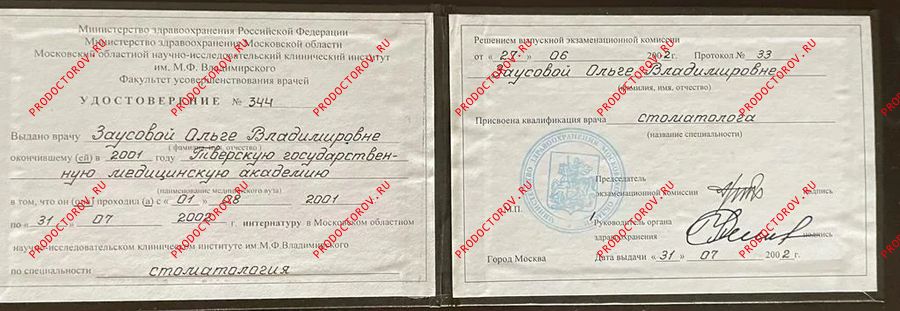 Министерство здравоохранения Российской Федерации
Министерство здравоохранения Московской области
Московский областной научно-исследовательский клинический институт
им. М.Ф. Владимирского
Факультет усовершенствования врачей
УДОСТОВЕРЕНИЕ № 344
Выдано врачу Заусовой Ольге Владимировне
( фамилия, имя, отчество )
окончившему (ей) в 2001 году Тверскую государствен-
ную медицинскую академию
(наименование медицинского вуза)
в том, что он (она) проходил (а) с « 01 » 08 2001
по « 31 » 07 2002 г. интернатуру в Московском областном
научно-исследовательском клиническом институте им.М.Ф.Владимирского
по специальности стоматология
Решением выпускной экзаменационной комиссии
от « 27 » 06 2002г. Протокол № 33
Заусовой Ольге Владимировне
(фамилия, имя, отчество)
Присвоена квалификация врача стоматолога
(название специальности)
Председатель
экзаменационной комиссии подпись
М.П.
Руководитель органа
здравоохранения подпись
Город Москва Дата выдачи « 31 » 07 2002 г.
PRODOCTOROV.RU